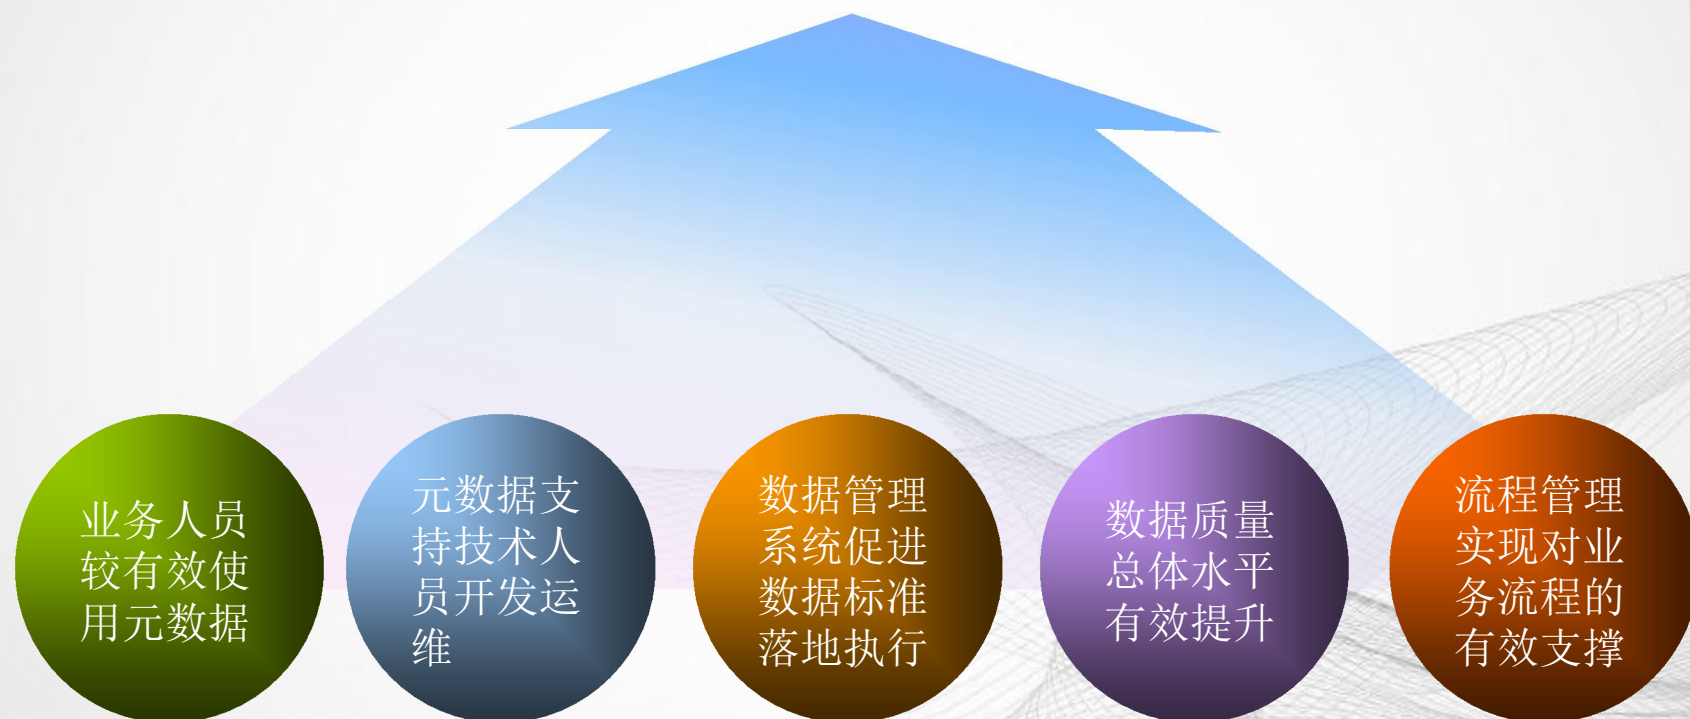 业务人员
较有效使
用元数据
元数据支
持技术人
员开发运
维
数据管理
系统促进
数据标准
落地执行
数据质量
总体水平
有效提升
流程管理
实现对业
务流程的
有效支撑